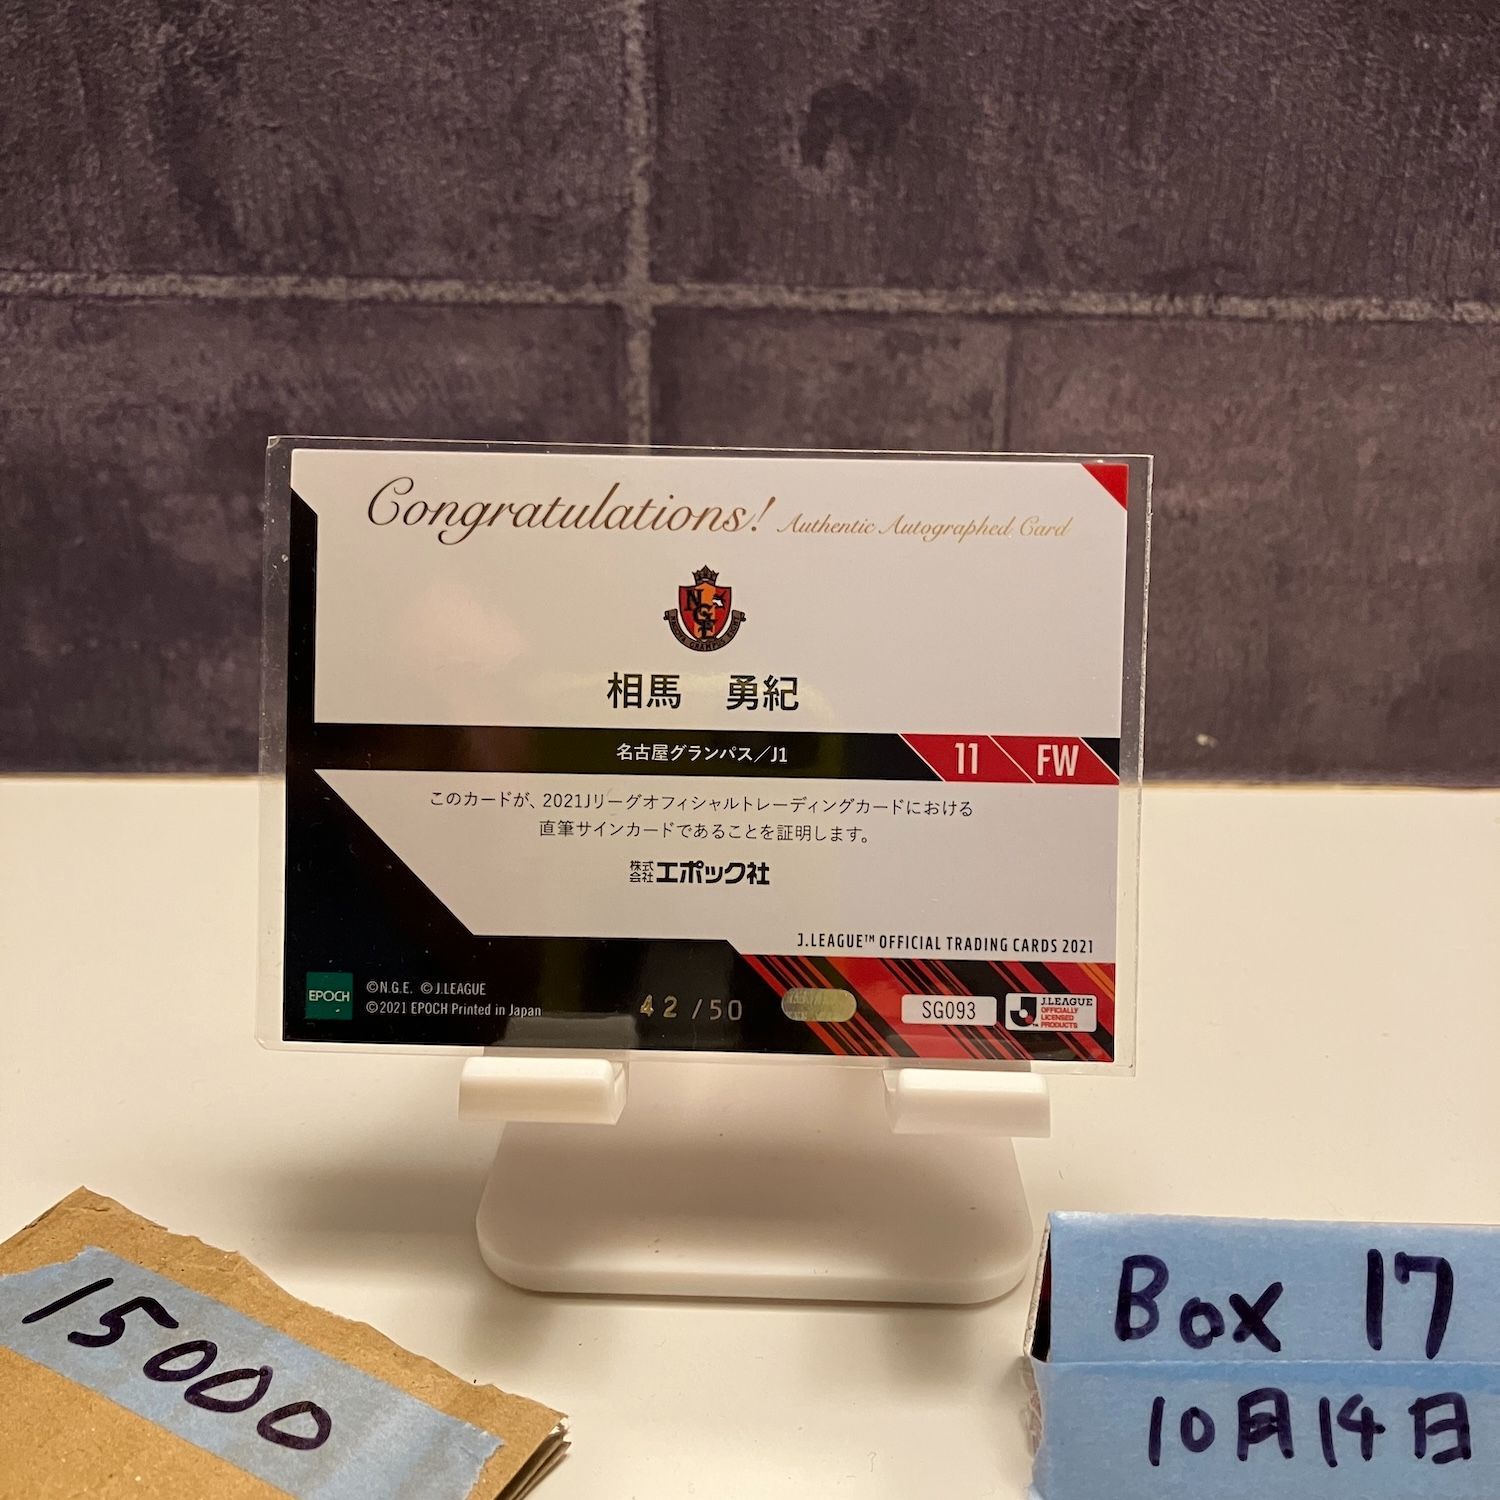 Congratulations! Authentic Autographed Card
NGE
NAGOYA GRAMPUS EIGHT
相馬　勇紀
名古屋グランパス／J1
11 FW
このカードが、2021Jリーグオフィシャルトレーディングカードにおける
直筆サインカードであることを証明します。
株式会社エポック社
J.LEAGUE™ OFFICIAL TRADING CARDS 2021
EPOCH
©N.G.E. ©J.LEAGUE
©2021 EPOCH Printed in Japan
42/50
SG093
J.LEAGUE
OFFICIALLY
LICENSED
PRODUCTS
15000
Box 17
10月14日